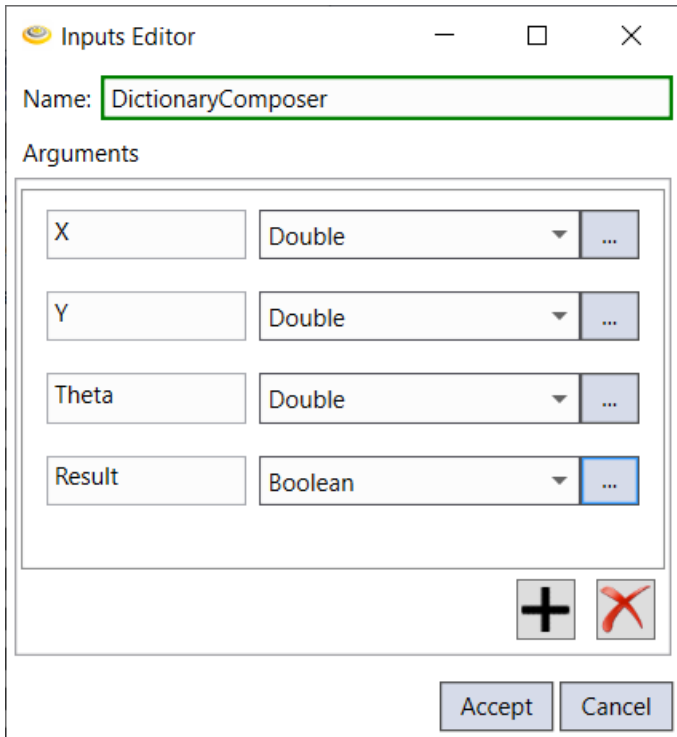 Inputs Editor
Name: DictionaryComposer
Arguments
X Double ...
Y Double ...
Theta Double ...
Result Boolean ...
Accept Cancel